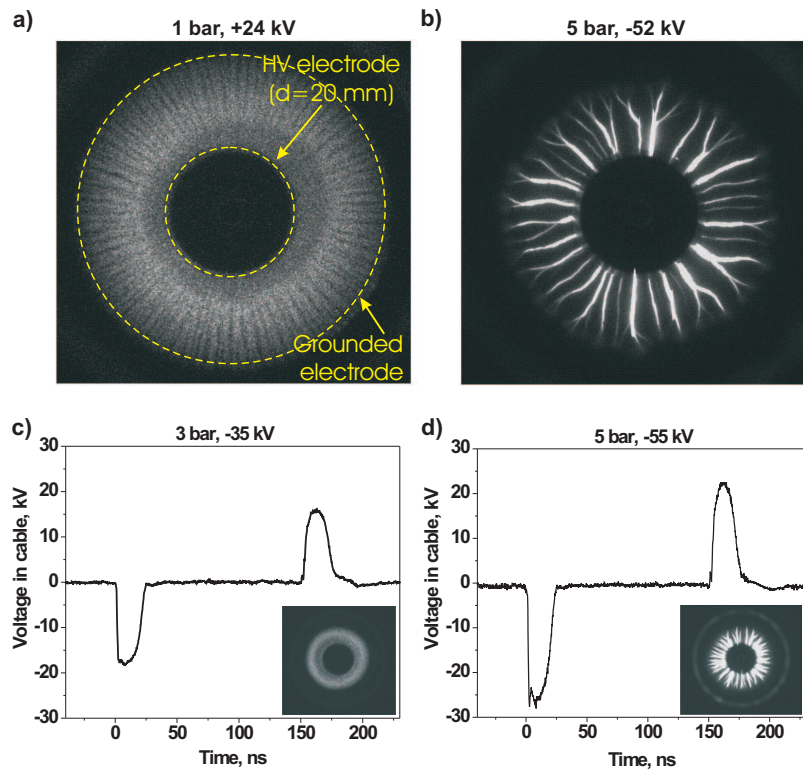 a)
1 bar, +24 kV
HV electrode
(d=20 mm)
Grounded
electrode
b)
5 bar, -52 kV
c)
3 bar, -35 kV
Voltage in cable, kV
30
20
10
0
-10
-20
-30
0
50
100
150
200
Time, ns
d)
5 bar, -55 kV
Voltage in cable, kV
30
20
10
0
-10
-20
-30
0
50
100
150
200
Time, ns